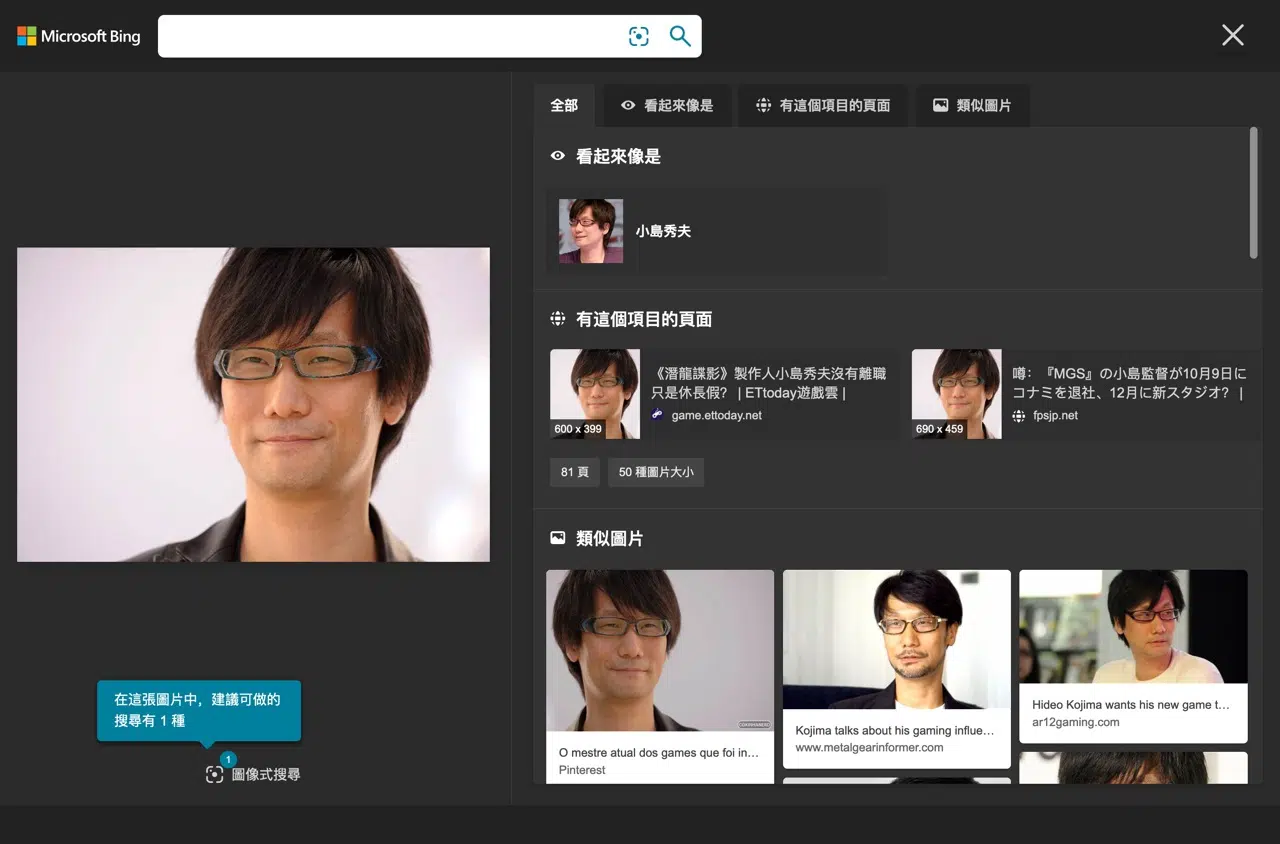 Microsoft Bing
全部
看起來像是
有這個項目的頁面
類似圖片
看起來像是
小島秀夫
有這個項目的頁面
《潛龍諜影》製作人小島秀夫沒有離職
只是休長假？ | ETtoday遊戲雲 |
game.ettoday.net
600 x 399
噂：『MGS』の小島監督が10月9日に
コナミを退社、12月に新スタジオ？ |
fpsjp.net
690 x 459
81 頁
50 種圖片大小
類似圖片
O mestre atual dos games que foi in…
Pinterest
Kojima talks about his gaming influe…
www.metalgearinformer.com
Hideo Kojima wants his new game t…
ar12gaming.com
在這張圖片中，建議可做的
搜尋有 1 種
1
圖像式搜尋